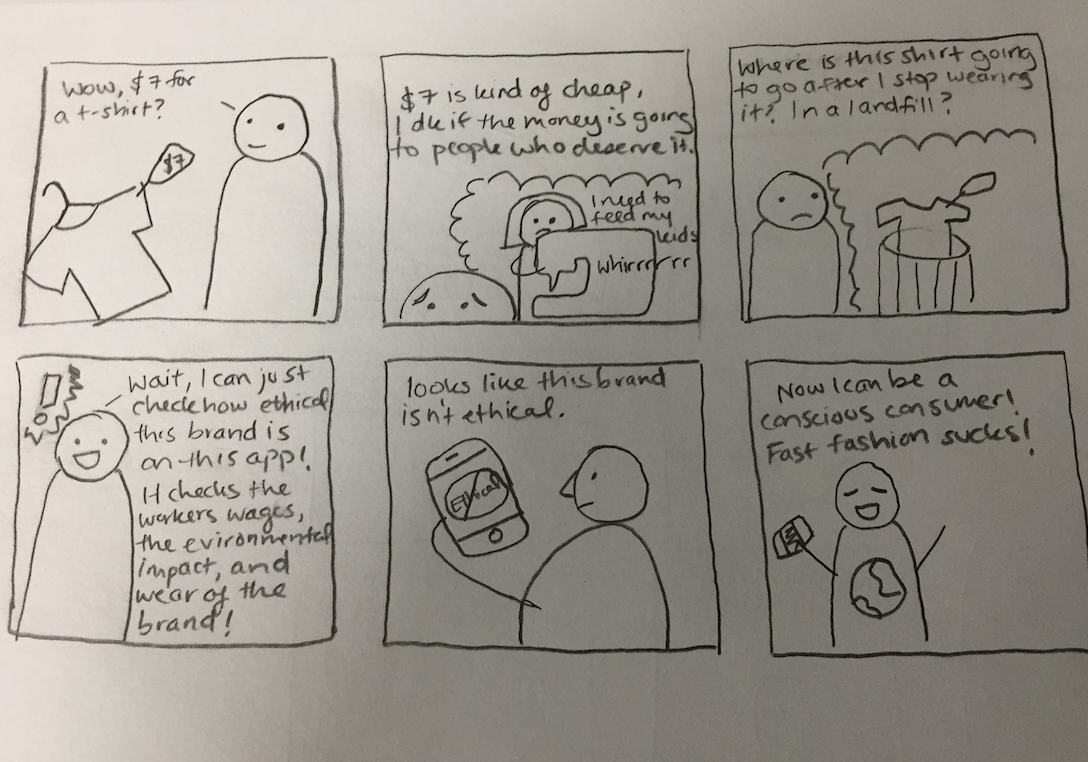 Wow, $7 for
a t-shirt?
$7
$7 is kind of cheap,
I dk if the money is going
to people who deserve it.
I need to
feed my
kids
whirrrrrrr
Where is this shirt going
to go after I stop wearing
it? In a landfill?
Wait, I can just
check how ethical
this brand is
on this app!
It checks the
workers wages,
the evironmental
impact, and
wear of the
brand!
looks like this brand
isn't ethical.
Ethical
Now I can be a
conscious consumer!
Fast fashion sucks!